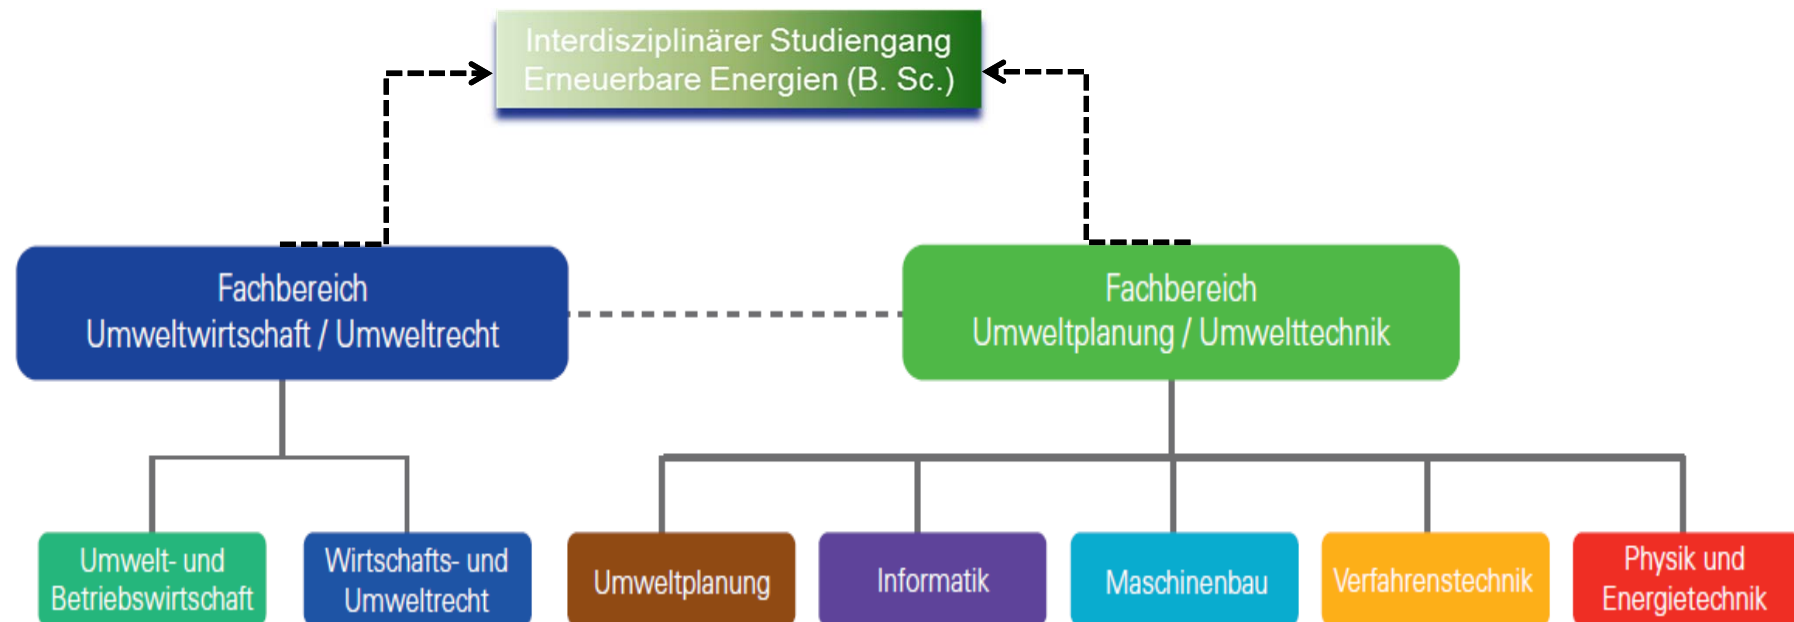 Interdisziplinärer Studiengang
Erneuerbare Energien (B. Sc.)
Fachbereich
Umweltwirtschaft / Umweltrecht
Fachbereich
Umweltplanung / Umwelttechnik
Umwelt- und
Betriebswirtschaft
Wirtschafts- und
Umweltrecht
Umweltplanung
Informatik
Maschinenbau
Verfahrenstechnik
Physik und
Energietechnik